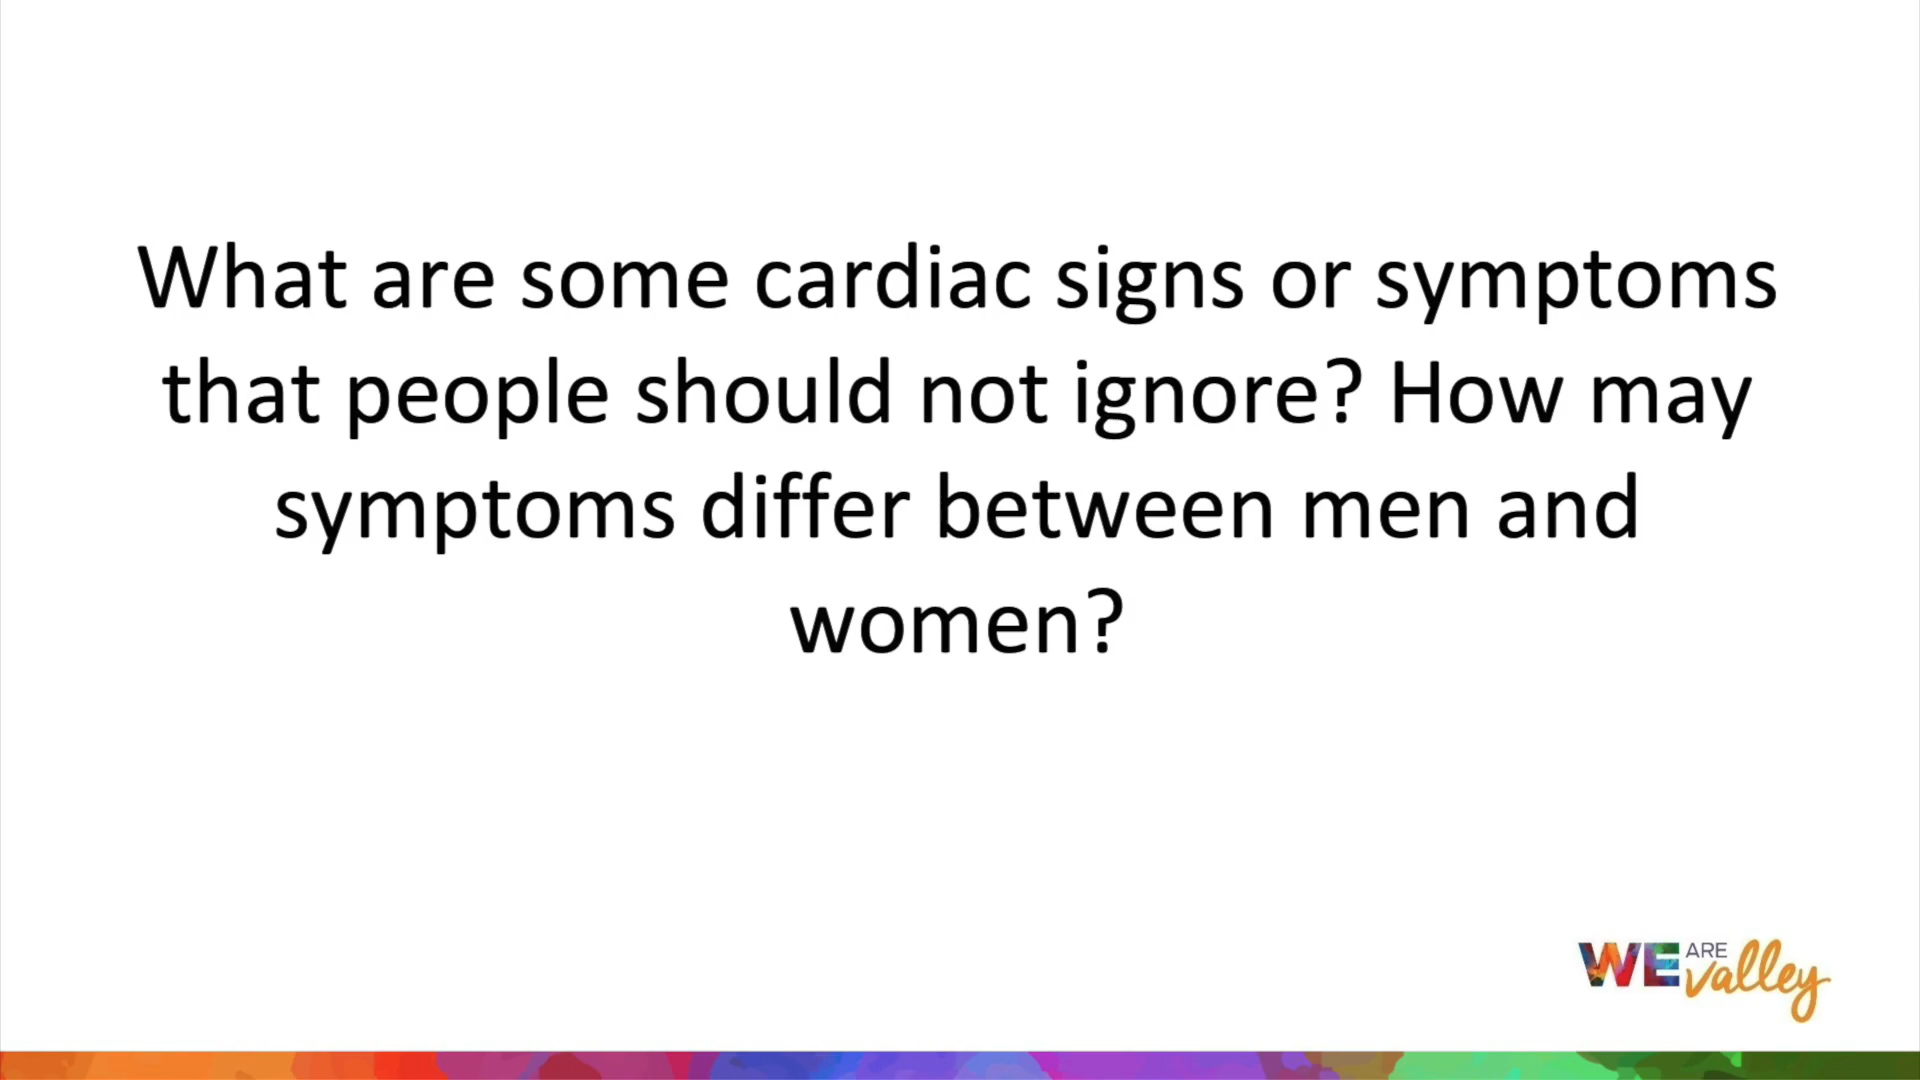 What are some cardiac signs or symptoms
that people should not ignore? How may
symptoms differ between men and
women?
WE ARE valley